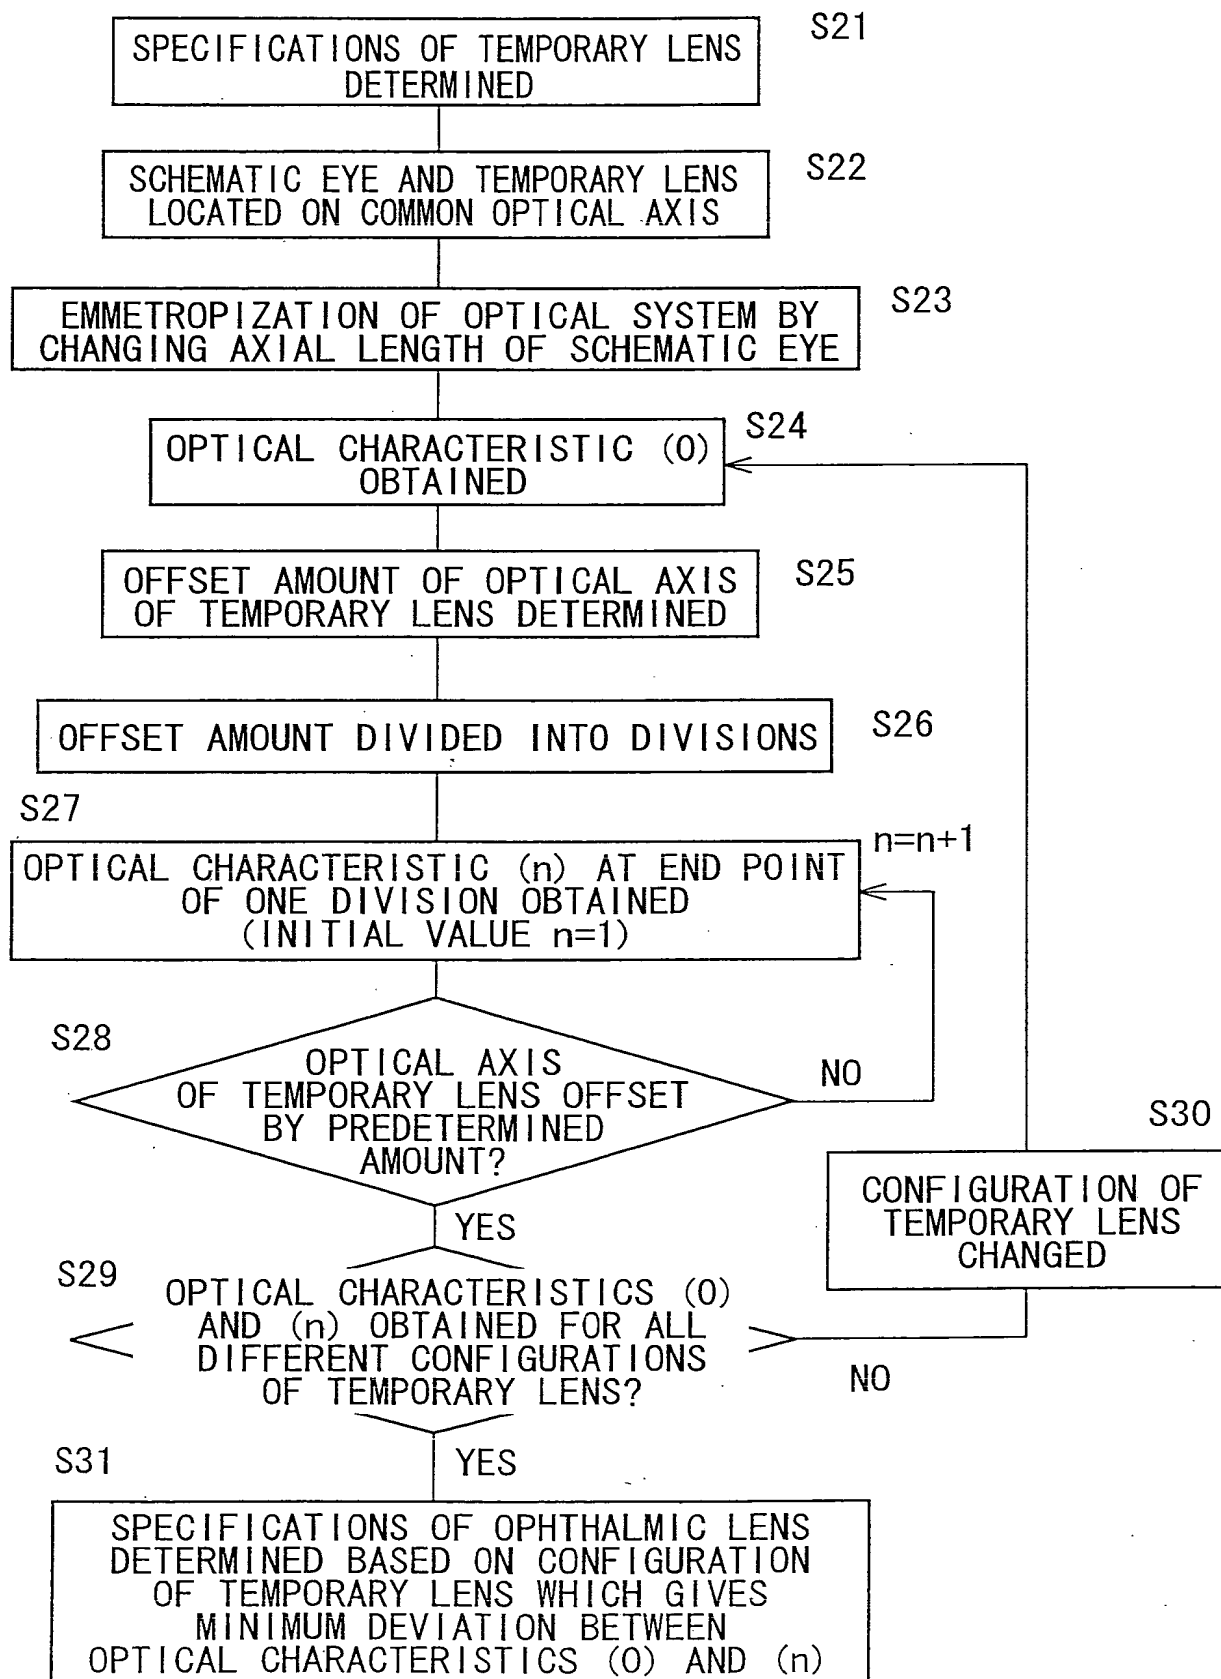 S21
SPECIFICATIONS OF TEMPORARY LENS
DETERMINED
S22
SCHEMATIC EYE AND TEMPORARY LENS
LOCATED ON COMMON OPTICAL AXIS
S23
EMMETROPIZATION OF OPTICAL SYSTEM BY
CHANGING AXIAL LENGTH OF SCHEMATIC EYE
S24
OPTICAL CHARACTERISTIC (0)
OBTAINED
S25
OFFSET AMOUNT OF OPTICAL AXIS
OF TEMPORARY LENS DETERMINED
S26
OFFSET AMOUNT DIVIDED INTO DIVISIONS
S27
n=n+1
OPTICAL CHARACTERISTIC (n) AT END POINT
OF ONE DIVISION OBTAINED
(INITIAL VALUE n=1)
S28
OPTICAL AXIS
OF TEMPORARY LENS OFFSET
BY PREDETERMINED
AMOUNT?
NO
YES
S30
CONFIGURATION OF
TEMPORARY LENS
CHANGED
S29
OPTICAL CHARACTERISTICS (0)
AND (n) OBTAINED FOR ALL
DIFFERENT CONFIGURATIONS
OF TEMPORARY LENS?
NO
YES
S31
SPECIFICATIONS OF OPHTHALMIC LENS
DETERMINED BASED ON CONFIGURATION
OF TEMPORARY LENS WHICH GIVES
MINIMUM DEVIATION BETWEEN
OPTICAL CHARACTERISTICS (0) AND (n)